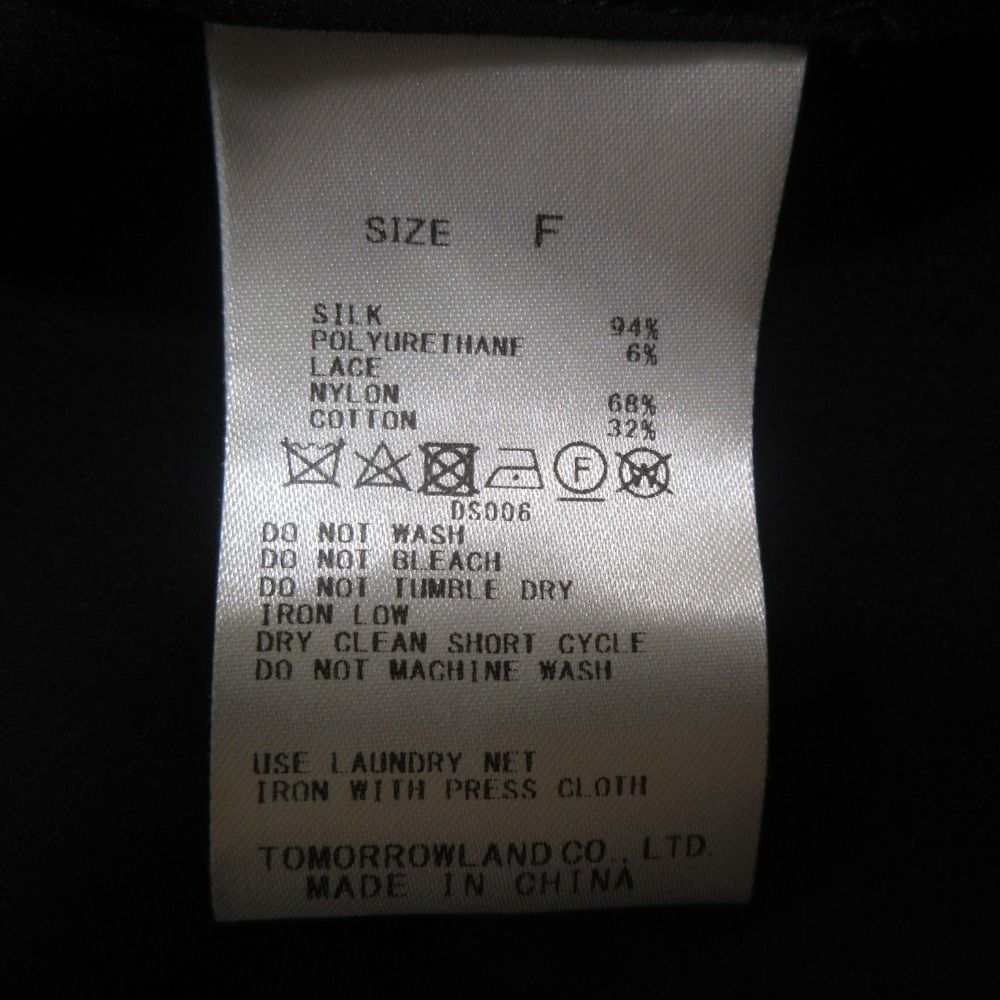 SIZE F
SILK 94%
POLYURETHANE 6%
LACE
NYLON 68%
COTTON 32%
F W
DS006
DO NOT WASH
DO NOT BLEACH
DO NOT TUMBLE DRY
IRON LOW
DRY CLEAN SHORT CYCLE
DO NOT MACHINE WASH
USE LAUNDRY NET
IRON WITH PRESS CLOTH
TOMORROWLAND CO., LTD.
MADE IN CHINA